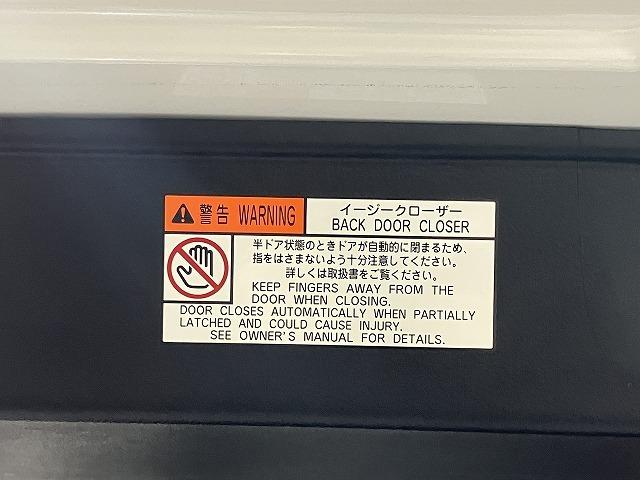 警告 WARNING
イージークローザー
BACK DOOR CLOSER
半ドア状態のときドアが自動的に閉まるため、
指をはさまないよう十分注意してください。
詳しくは取扱書をご覧ください。
KEEP FINGERS AWAY FROM THE
DOOR WHEN CLOSING.
DOOR CLOSES AUTOMATICALLY WHEN PARTIALLY
LATCHED AND COULD CAUSE INJURY.
SEE OWNER'S MANUAL FOR DETAILS.